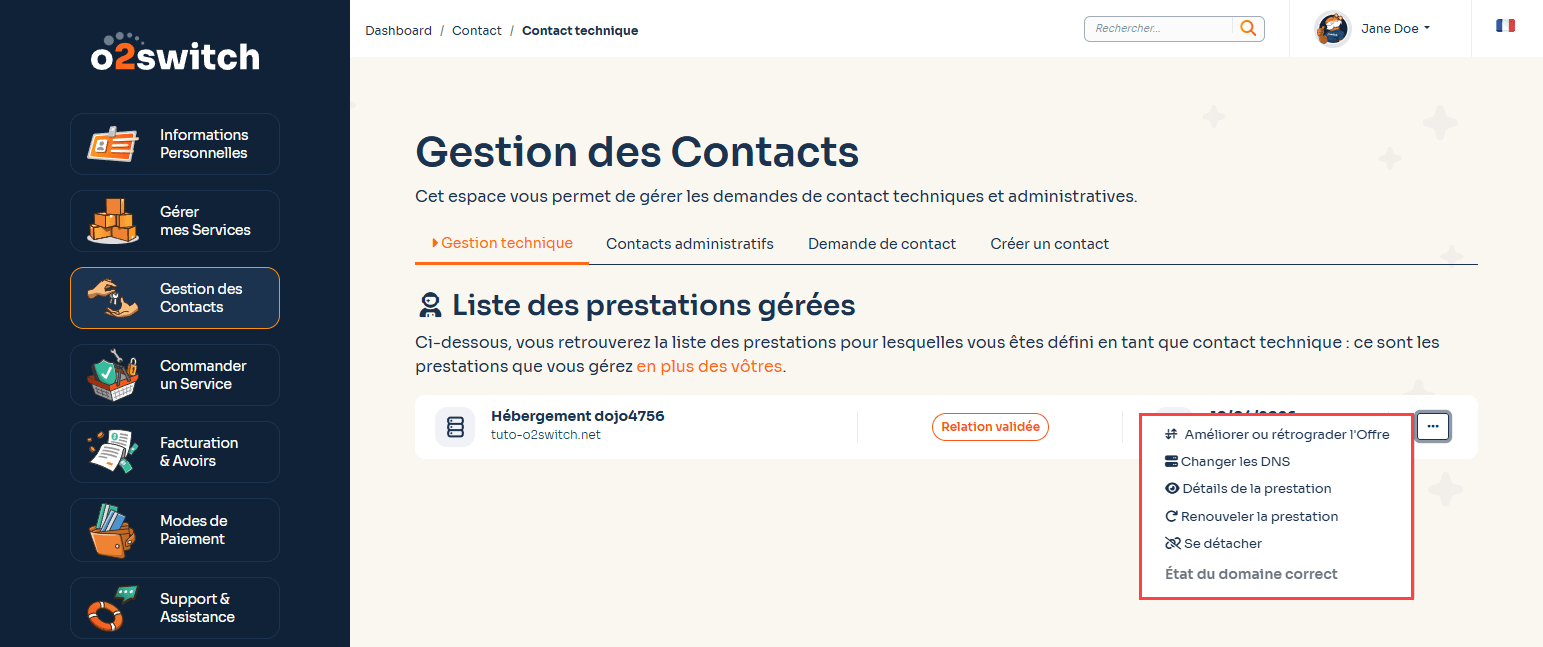 o2switch
Informations
Personnelles
Gérer
mes Services
Gestion des
Contacts
Commander
un Service
Facturation
& Avoirs
Modes de
Paiement
Support &
Assistance
Dashboard / Contact / Contact technique
Rechercher...
Jane Doe
Gestion des Contacts
Cet espace vous permet de gérer les demandes de contact techniques et administratives.
Gestion technique Contacts administratifs Demande de contact Créer un contact
Liste des prestations gérées
Ci-dessous, vous retrouverez la liste des prestations pour lesquelles vous êtes défini en tant que contact technique : ce sont les
prestations que vous gérez en plus des vôtres.
Hébergement dojo4756
tuto-o2switch.net
Relation validée
Améliorer ou rétrograder l'Offre
Changer les DNS
Détails de la prestation
Renouveler la prestation
Se détacher
État du domaine correct